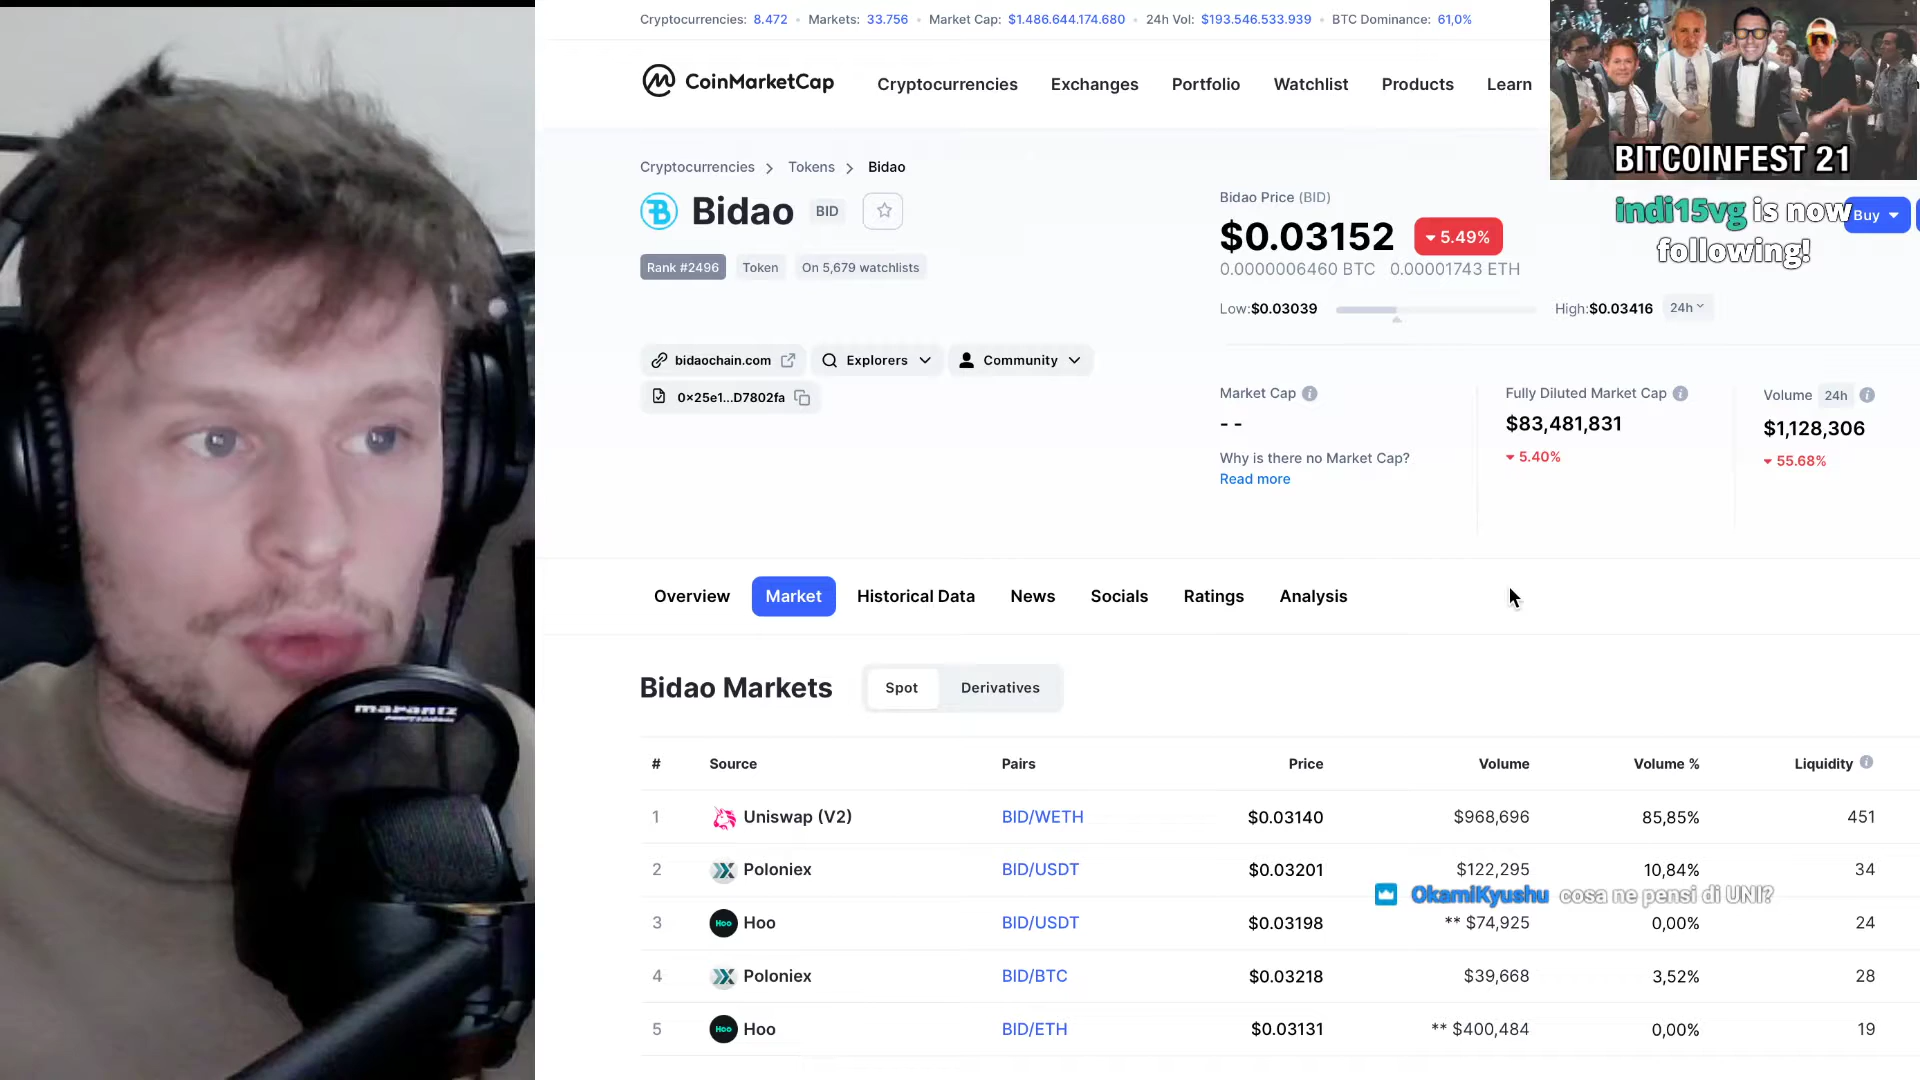 Cryptocurrencies: 8.472 • Markets: 33.756 • Market Cap: $1.486.644.174.680 • 24h Vol: $193.546.533.939 • BTC Dominance: 61,0%
CoinMarketCap Cryptocurrencies Exchanges Portfolio Watchlist Products Learn
BITCOINFEST 21
Cryptocurrencies > Tokens > Bidao
Bidao BID
Rank #2496 Token On 5,679 watchlists
bidaochain.com Explorers Community
0x25e1...D7802fa
Bidao Price (BID)
$0.03152 5.49%
0.0000006460 BTC 0.00001743 ETH
Low:$0.03039 High:$0.03416 24h
indi15vg is now
following!
Buy
Market Cap
- -
Why is there no Market Cap?
Read more
Fully Diluted Market Cap
$83,481,831
5.40%
Volume 24h
$1,128,306
55.68%
Overview Market Historical Data News Socials Ratings Analysis
Bidao Markets Spot Derivatives
# Source Pairs Price Volume Volume % Liquidity
1 Uniswap (V2) BID/WETH $0.03140 $968,696 85,85% 451
2 Poloniex BID/USDT $0.03201 $122,295 10,84% 34
OkamiKyushu cosa ne pensi di UNI?
3 Hoo Hoo BID/USDT $0.03198 ** $74,925 0,00% 24
4 Poloniex BID/BTC $0.03218 $39,668 3,52% 28
5 Hoo Hoo BID/ETH $0.03131 ** $400,484 0,00% 19
marantz
PROFESSIONAL